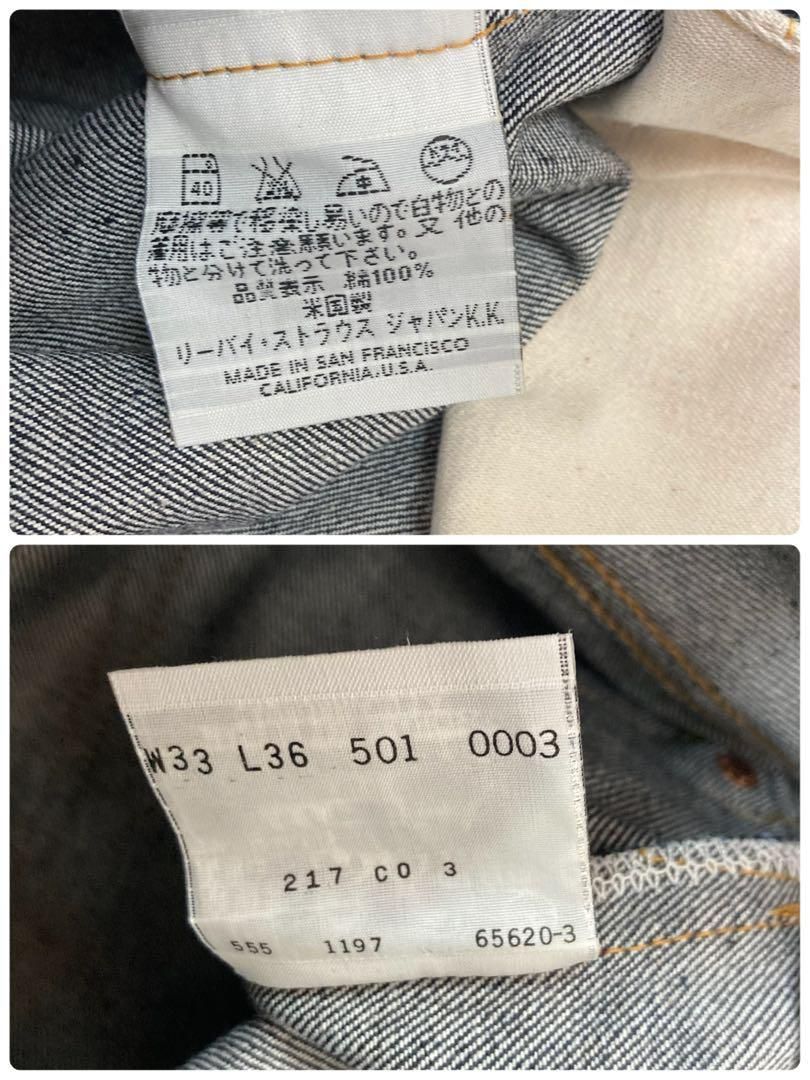 40
摩擦等で移染し易いので白物との
着用はご注意願います。又 他の
物と分けて洗って下さい。
品質表示 綿100%
米国製
リーバイ・ストラウス ジャパンK.K.
MADE IN SAN FRANCISCO
CALIFORNIA/U.S.A.
W33 L36 501 0003
217 CO 3
555 1197 65620-3